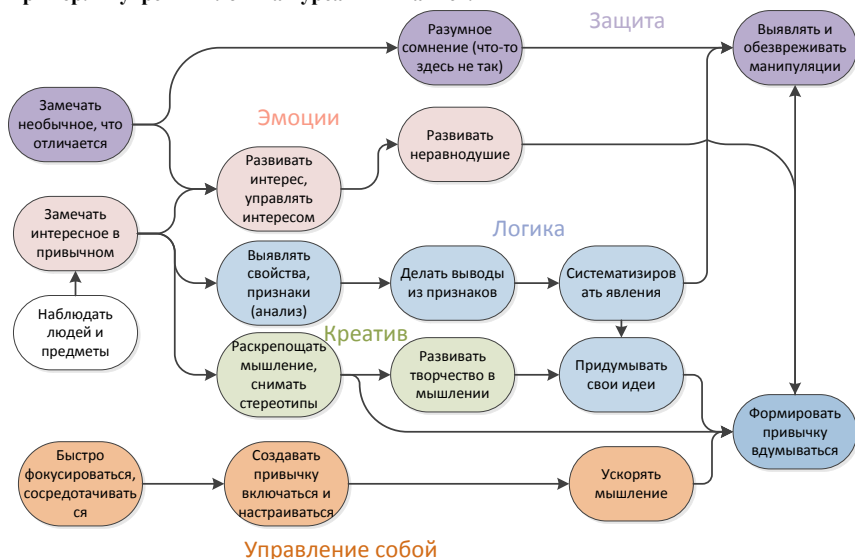 Защита
Разумное
сомнение (что-то
здесь не так)
Выявлять и
обезвреживать
манипуляции
Замечать
необычное, что
отличается
Эмоции
Развивать
неравнодушие
Развивать
интерес,
управлять
интересом
Замечать
интересное в
привычном
Логика
Выявлять
свойства,
признаки
(анализ)
Делать выводы
из признаков
Систематизиров
ать явления
Наблюдать
людей и
предметы
Креатив
Раскрепощать
мышление,
снимать
стереотипы
Развивать
творчество в
мышлении
Придумывать
свои идеи
Формировать
привычку
вдумываться
Быстро
фокусироваться,
сосредотачивать
ся
Создавать
привычку
включаться и
настраиваться
Ускорять
мышление
Управление собой